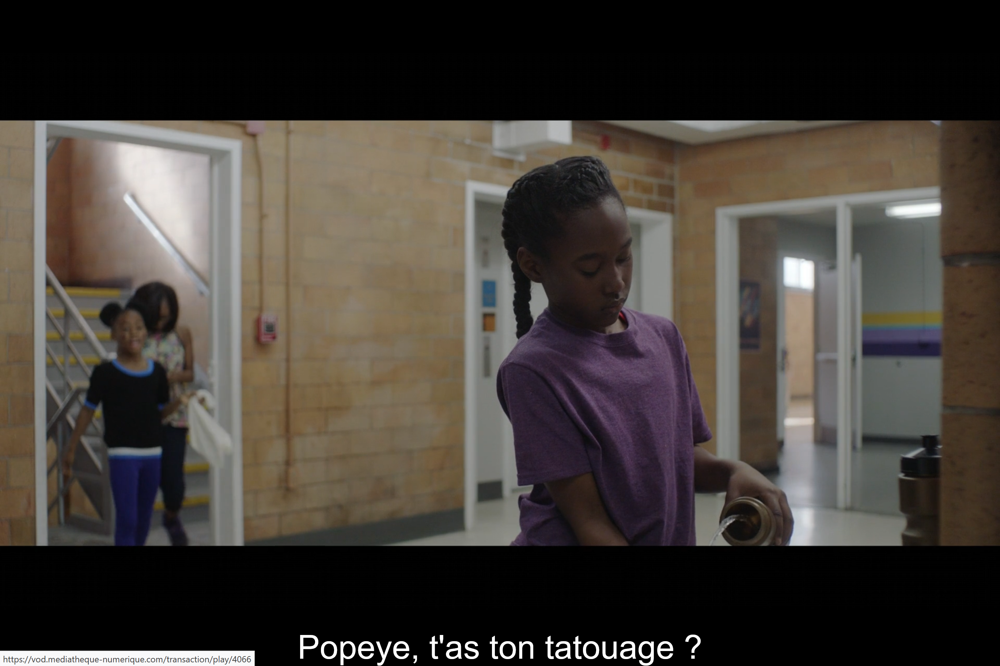 Popeye, t'as ton tatouage ?
https://vod.mediatheque-numerique.com/transaction/play/4066